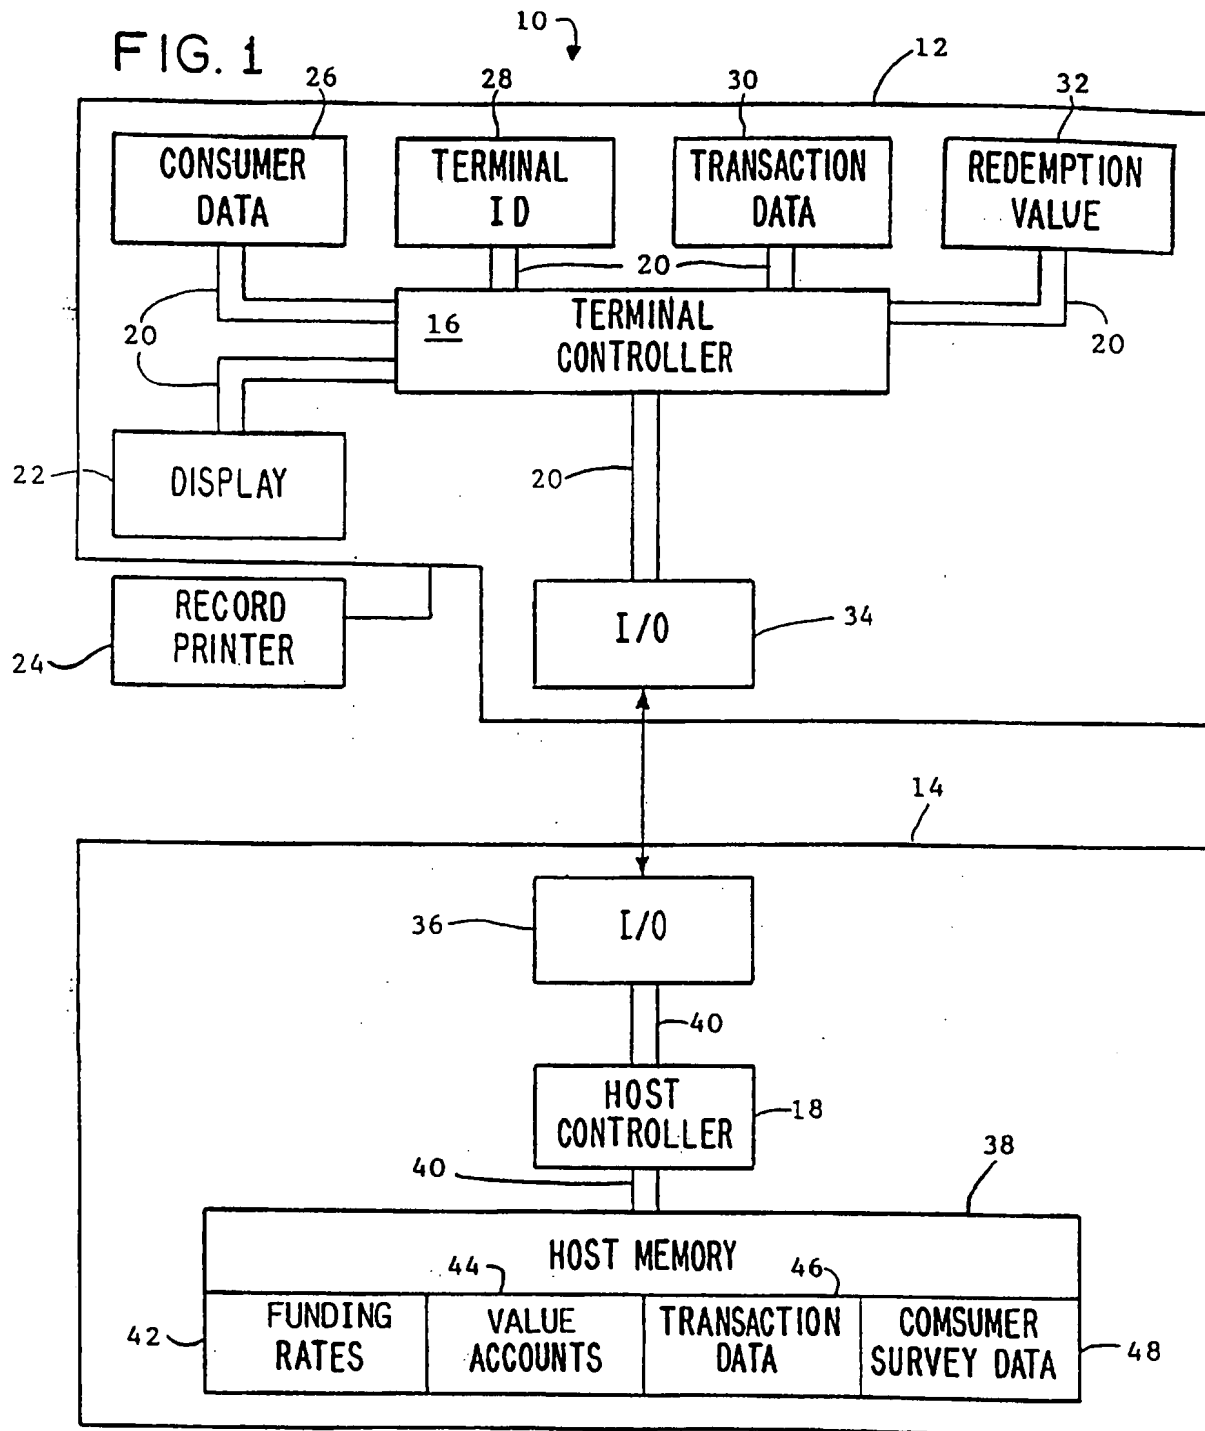 FIG. 1
10
12
26
28
30
32
CONSUMER
DATA
TERMINAL
ID
TRANSACTION
DATA
REDEMPTION
VALUE
20
20
20
16
TERMINAL
CONTROLLER
22
DISPLAY
20
24
RECORD
PRINTER
I/O
34
14
36
I/O
40
HOST
CONTROLLER
18
40
38
HOST MEMORY
44
46
42
FUNDING
RATES
VALUE
ACCOUNTS
TRANSACTION
DATA
COMSUMER
SURVEY DATA
48